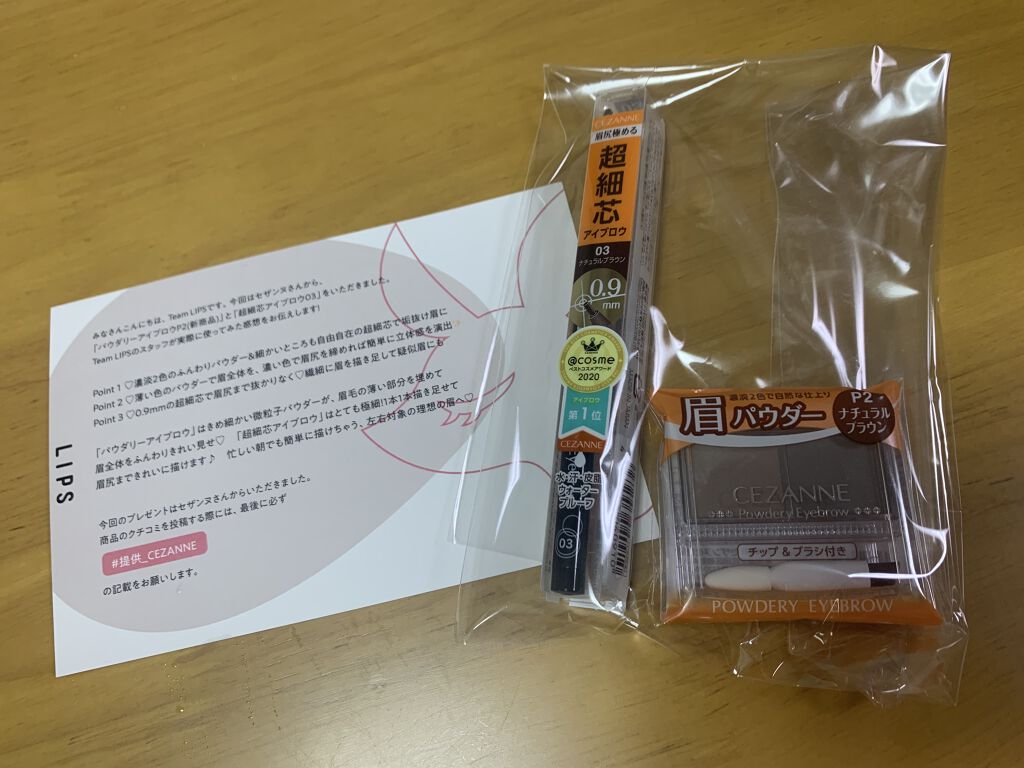 みなさんこんにちは、Team LIPSです。今回はセザンヌさんから、
「パウダリーアイブロウP2(新商品)」と「超細芯アイブロウ03」をいただきました。
Team LIPSのスタッフが実際に使ってみた感想をお伝えします!
Point 1 ♡濃淡2色のふんわりパウダー&細かいところも自由自在の超細芯で垢抜け眉に
Point 2 ♡薄い色のパウダーで眉全体を、濃い色で眉尻を締めれば簡単に立体感を演出✨
Point 3 ♡0.9mmの超細芯で眉尻まで抜かりなく♡繊細に眉を描き足して疑似眉にも
「パウダリーアイブロウ」はきめ細かい微粒子パウダーが、眉毛の薄い部分を埋めて
眉全体をふんわりきれい見せ♡ 「超細芯アイブロウ」はとても極細!1本1本描き足せて
眉尻まできれいに描けます♪ 忙しい朝でも簡単に描けちゃう、左右対象の理想の眉へ♡
今回のプレゼントはセザンヌさんからいただきました。
商品のクチコミを投稿する際には、最後に必ず
#提供_CEZANNE
の記載をお願いします。
LIPS
CEZANNE
眉尻極める
超細芯
アイブロウ
03
ナチュラルブラウン
0.9
mm
@cosme
ベストコスメアワード
2020
アイブロウ
第1位
CEZANNE
水・汗・皮脂
ウォーター
プルーフ
03
濃淡2色で自然な仕上り
眉パウダー
P2
ナチュラル
ブラウン
CEZANNE
Powdery Eyebrow
チップ&ブラシ付き
POWDERY EYEBROW